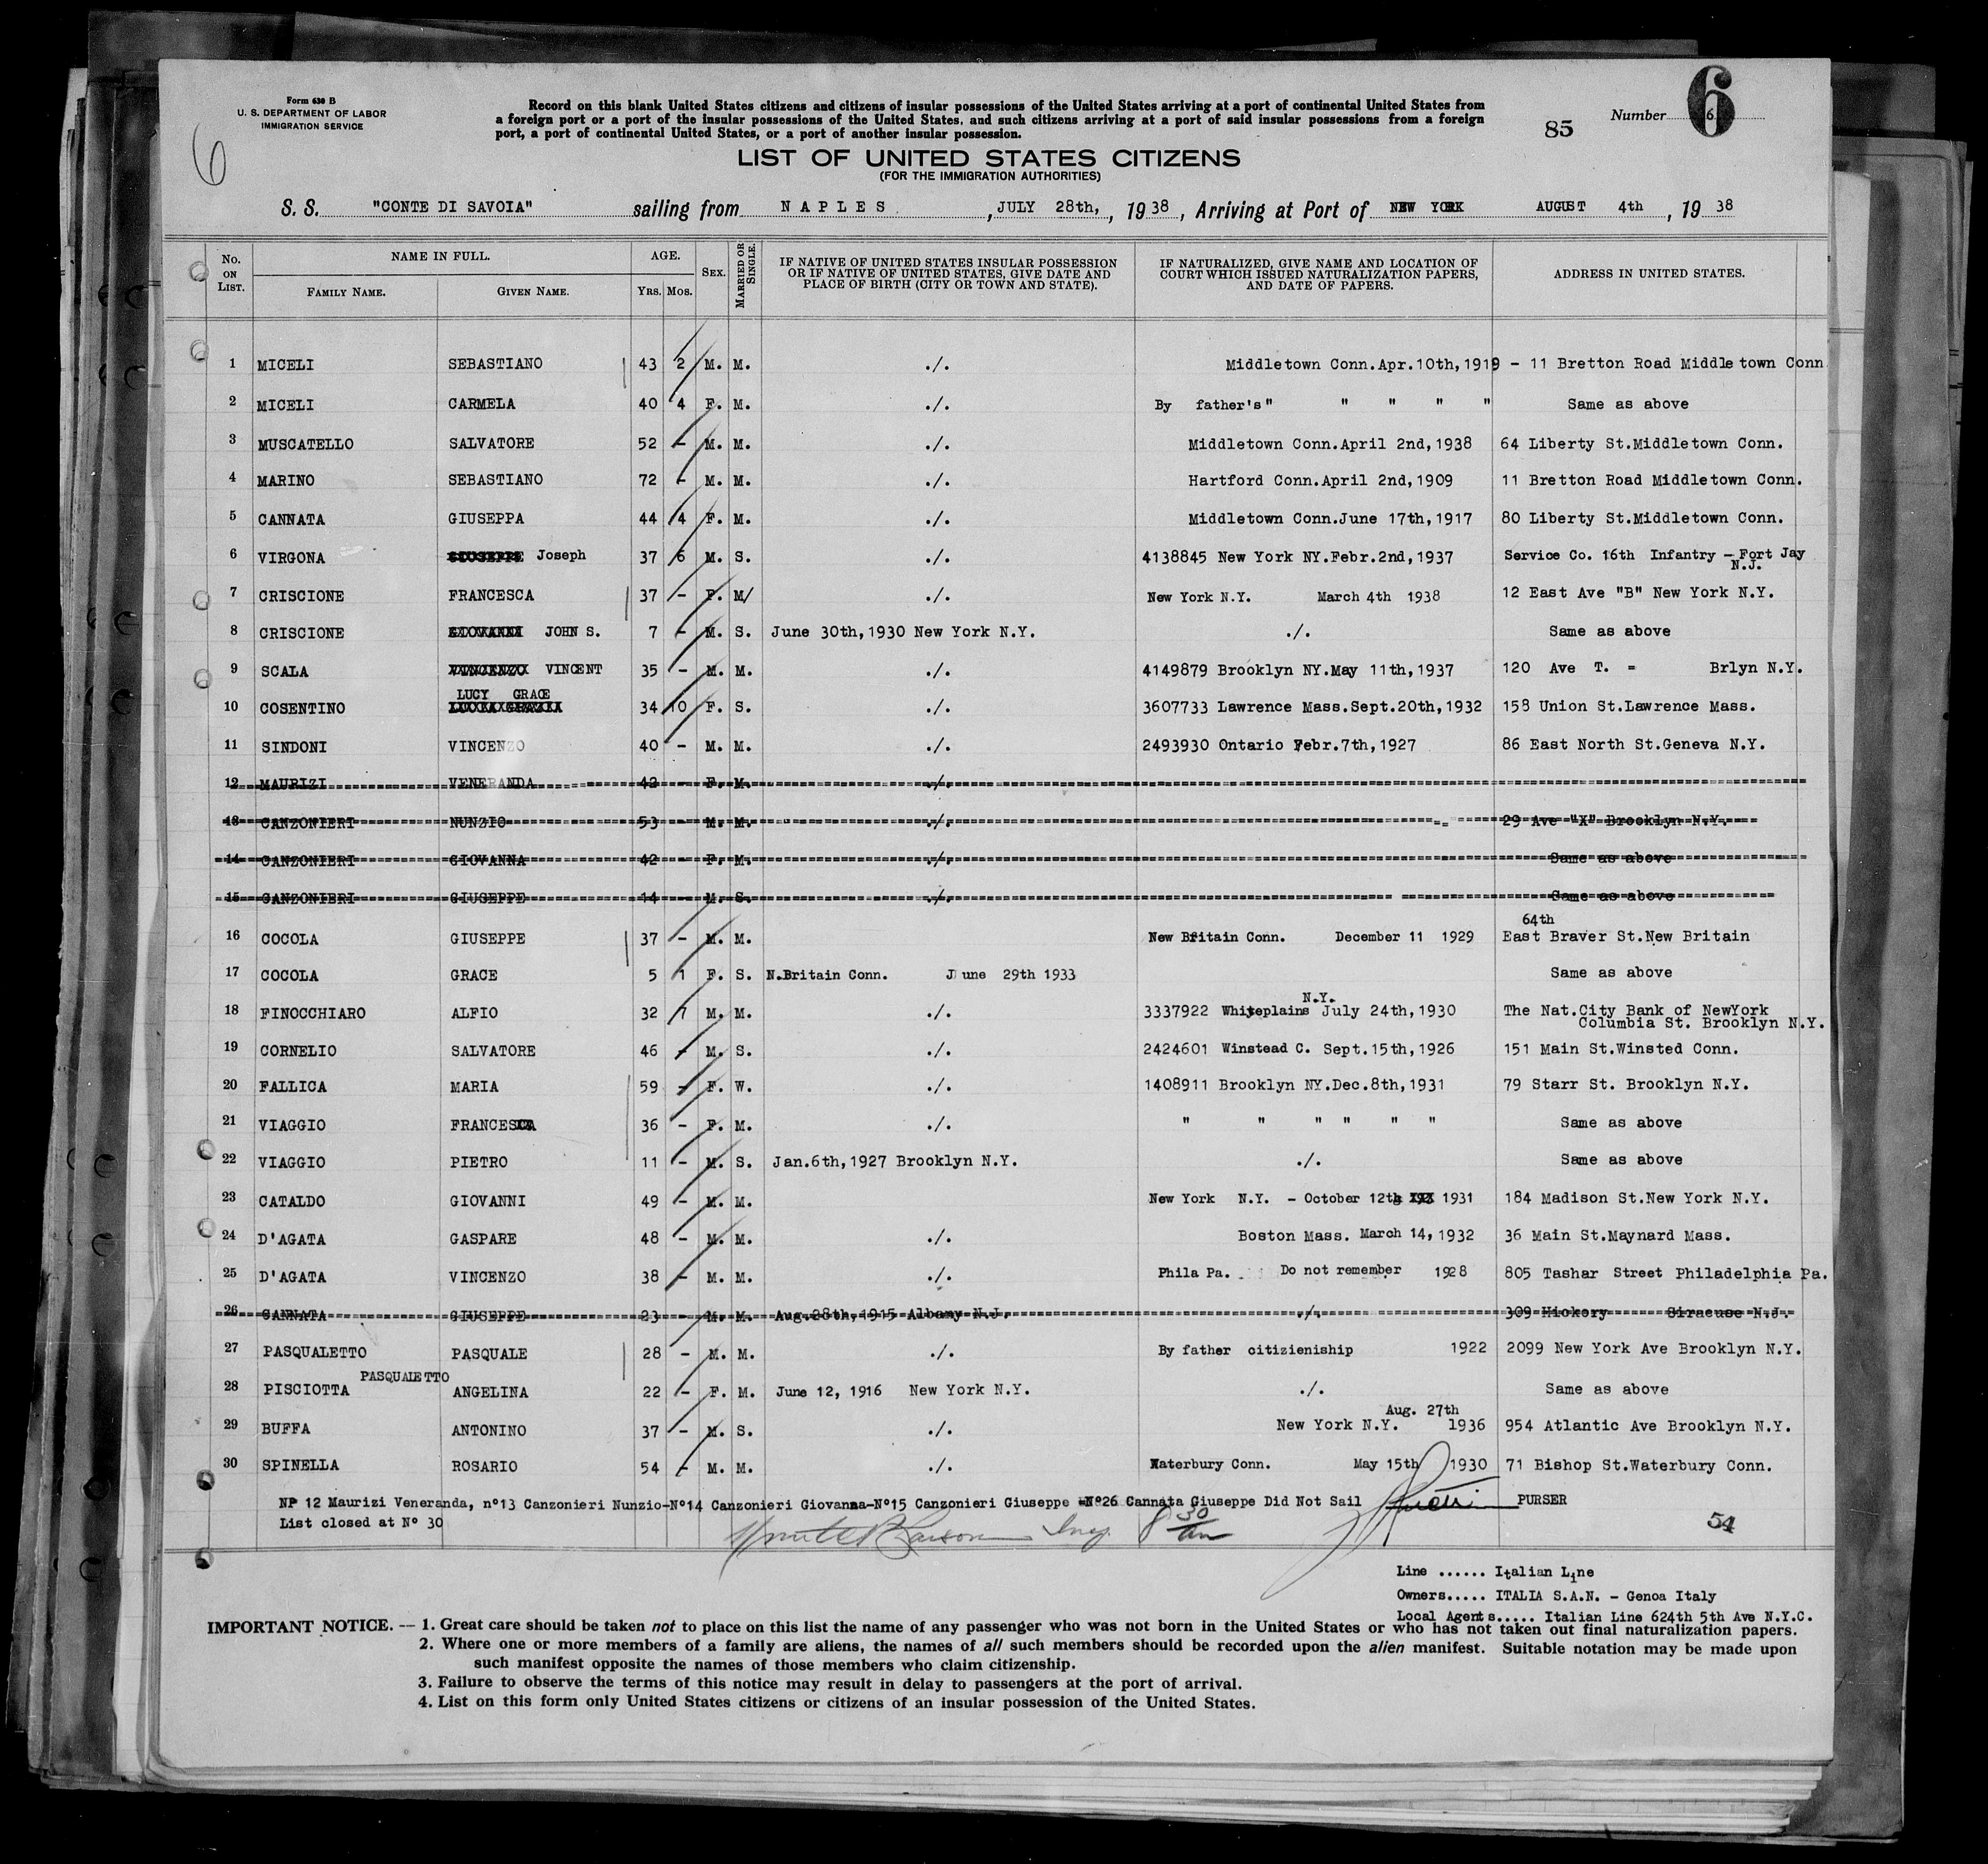 Form 630 B
U. S. DEPARTMENT OF LABOR
IMMIGRATION SERVICE
6
Record on this blank United States citizens and citizens of insular possessions of the United States arriving at a port of continental United States from
a foreign port or a port of the insular possessions of the United States, and such citizens arriving at a port of said insular possessions from a foreign
port, a port of continental United States, or a port of another insular possession.
85
Number 6
6
LIST OF UNITED STATES CITIZENS
(FOR THE IMMIGRATION AUTHORITIES)
S. S. "CONTE DI SAVOIA" sailing from NAPLES, JULY 28th, , 19 38, Arriving at Port of NEW YORK AUGUST 4th , 19 38
No. ON LIST. NAME IN FULL. FAMILY NAME. GIVEN NAME. AGE. YRS. MOS. SEX. MARRIED OR SINGLE. IF NATIVE OF UNITED STATES INSULAR POSSESSION OR IF NATIVE OF UNITED STATES, GIVE DATE AND PLACE OF BIRTH (CITY OR TOWN AND STATE). IF NATURALIZED, GIVE NAME AND LOCATION OF COURT WHICH ISSUED NATURALIZATION PAPERS, AND DATE OF PAPERS. ADDRESS IN UNITED STATES.
1 MICELI SEBASTIANO 43 2 M. M. ./. Middletown Conn.Apr.10th,1919 - 11 Bretton Road Middletown Conn
2 MICELI CARMELA 40 4 F. M. ./. By father's " " " " " Same as above
3 MUSCATELLO SALVATORE 52 - M. M. ./. Middletown Conn.April 2nd,1938 64 Liberty St.Middletown Conn.
4 MARINO SEBASTIANO 72 - M. M. ./. Hartford Conn.April 2nd,1909 11 Bretton Road Middletown Conn.
5 CANNATA GIUSEPPA 44 4 F. M. ./. Middletown Conn.June 17th,1917 80 Liberty St.Middletown Conn.
6 VIRGONA GIUSEPPE Joseph 37 6 M. S. ./. 4138845 New York NY.Febr.2nd,1937 Service Co. 16th Infantry - Fort Jay
N.J.
7 CRISCIONE FRANCESCA 37 - F. M/ ./. New York N.Y. March 4th 1938 12 East Ave "B" New York N.Y.
8 CRISCIONE GIOVANNI JOHN S. 7 - M. S. June 30th,1930 New York N.Y. ./. Same as above
9 SCALA VINCENZO VINCENT 35 - M. M. ./. 4149879 Brooklyn NY.May 11th,1937 120 Ave T. = Brlyn N.Y.
LUCY GRACE
10 COSENTINO 34 10 F. S. ./. 3607733 Lawrence Mass.Sept.20th,1932 158 Union St.Lawrence Mass.
11 SINDONI VINCENZO 40 - M. M. ./. 2493930 Ontario Febr.7th,1927 86 East North St.Geneva N.Y.
12 MAURIZI VENERANDA 42 - F. M. ./.
13 CANZONIERI NUNZIO 53 - M. M. ./. 29 Ave "X" Brooklyn N.Y.
14 CANZONIERI GIOVANNA 42 - F. M. ./. Same as above
15 CANZONIERI GIUSEPPE 14 - M. S. ./. Same as above
64th
16 COCOLA GIUSEPPE 37 - M. M. New Britain Conn. December 11 1929 East Braver St.New Britain
17 COCOLA GRACE 5 1 F. S. N.Britain Conn. June 29th 1933 Same as above
N.Y.
18 FINOCCHIARO ALFIO 32 7 M. M. ./. 3337922 Whiteplains July 24th,1930 The Nat.City Bank of NewYork
Columbia St. Brooklyn N.Y.
19 CORNELIO SALVATORE 46 - M. S. ./. 2424601 Winstead C. Sept.15th,1926 151 Main St.Winsted Conn.
20 FALLICA MARIA 59 - F. W. ./. 1408911 Brooklyn NY.Dec.8th,1931 79 Starr St. Brooklyn N.Y.
21 VIAGGIO FRANCESCA 36 - F. M. ./. " " " " " " Same as above
22 VIAGGIO PIETRO 11 - M. S. Jan.6th,1927 Brooklyn N.Y. ./. Same as above
23 CATALDO GIOVANNI 49 - M. M. New York N.Y. - October 12th 1931 184 Madison St.New York N.Y.
24 D'AGATA GASPARE 48 - M. M. ./. Boston Mass. March 14, 1932 36 Main St.Maynard Mass.
25 D'AGATA VINCENZO 38 - M. M. ./. Phila Pa. Do not remember 1928 805 Tashar Street Philadelphia Pa.
26 CANNATA GIUSEPPE 23 - M. M. Aug.28th,1915 Albany N.J. ./. 309 Hickory Siracuse N.J.
27 PASQUALETTO PASQUALE 28 - M. M. ./. By father citizieniship 1922 2099 New York Ave Brooklyn N.Y.
PASQUALETTO
28 PISCIOTTA ANGELINA 22 - F. M. June 12, 1916 New York N.Y. ./. Same as above
Aug. 27th
29 BUFFA ANTONINO 37 - M. S. ./. New York N.Y. 1936 954 Atlantic Ave Brooklyn N.Y.
30 SPINELLA ROSARIO 54 - M. M. ./. Waterbury Conn. May 15th 1930 71 Bishop St.Waterbury Conn.
Nº 12 Maurizi Veneranda, nº13 Canzonieri Nunzio-Nº14 Canzonieri Giovanna-Nº15 Canzonieri Giuseppe -Nº26 Cannata Giuseppe Did Not Sail PURSER
List closed at Nº 30
Insp. 8 30 am
54
Line ...... Italian Line
Owners..... ITALIA S.A.N. - Genoa Italy
Local Agents..... Italian Line 624th 5th Ave N.Y.C.
IMPORTANT NOTICE. — 1. Great care should be taken not to place on this list the name of any passenger who was not born in the United States or who has not taken out final naturalization papers.
2. Where one or more members of a family are aliens, the names of all such members should be recorded upon the alien manifest. Suitable notation may be made upon
such manifest opposite the names of those members who claim citizenship.
3. Failure to observe the terms of this notice may result in delay to passengers at the port of arrival.
4. List on this form only United States citizens or citizens of an insular possession of the United States.